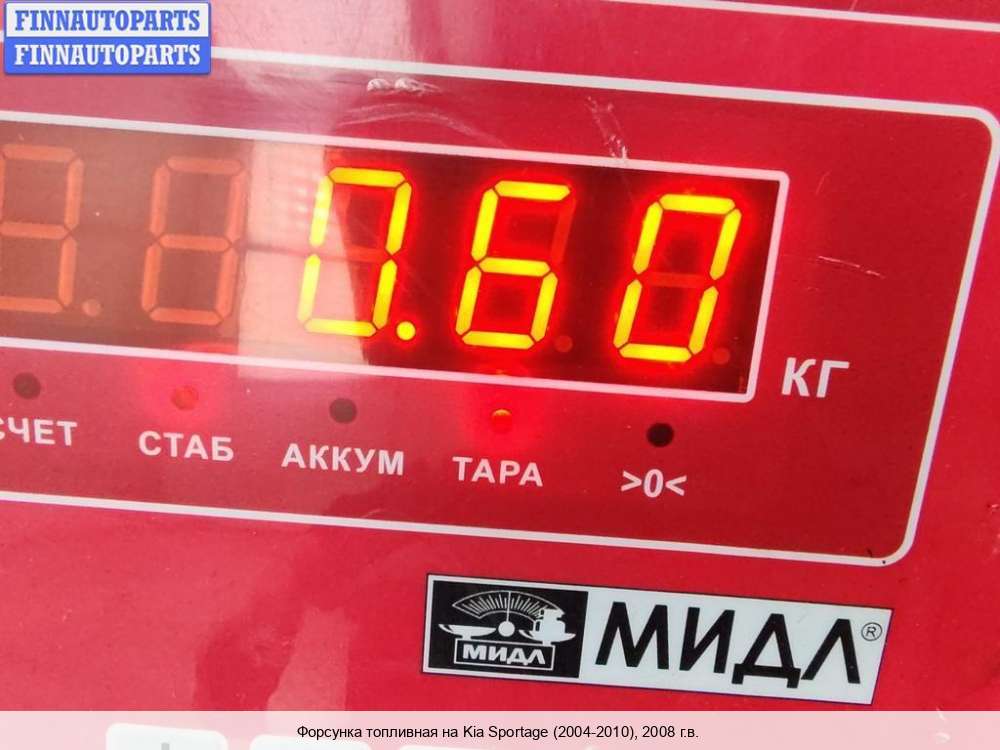 FINNAUTOPARTS
FINNAUTOPARTS
0.60
КГ
СЧЕТ СТАБ АККУМ ТАРА >0<
МИДЛ МИДЛ®
Форсунка топливная на Kia Sportage (2004-2010), 2008 г.в.